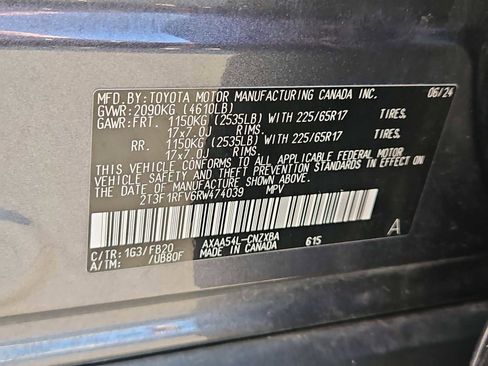 MFD.BY:TOYOTA MOTOR MANUFACTURING CANADA INC. 06/24
GVWR:2090KG (4610LB)
GAWR:FRT. 1150KG (2535LB) WITH 225/65R17 TIRES,
17x7.0J RIMS.
RR. 1150KG (2535LB) WITH 225/65R17 TIRES,
17x7.0J RIMS.
THIS VEHICLE CONFORMS TO ALL APPLICABLE FEDERAL MOTOR
VEHICLE SAFETY AND THEFT PREVENTION STANDARDS IN EFFECT ON
THE DATE OF MANUFACTURE SHOWN ABOVE.
2T3F1RFV6RW474039 MPV
A
C/TR:1G3/FB20 AXAA54L-CNZXBA 615
A/TM: /UB80F MADE IN CANADA